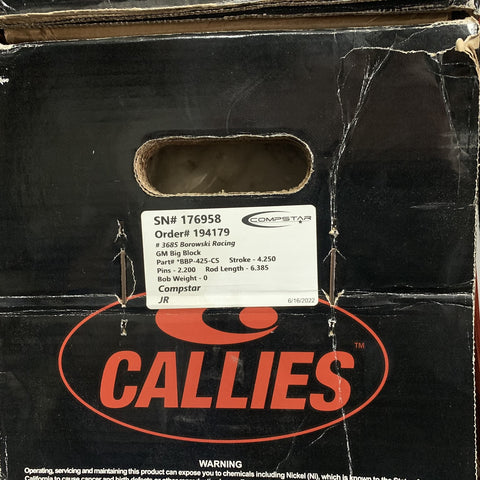 SN# 176958
COMPSTAR
Order# 194179
# 3685 Borowski Racing
GM Big Block
Part# *BBP-425-CS Stroke - 4.250
Pins - 2.200 Rod Length - 6.385
Bob Weight - 0
Compstar
JR 6/16/2022
CALLIES™
WARNING
Operating, servicing and maintaining this product can expose you to chemicals including Nickel (Ni), which is known to the State of
California to cause cancer and birth defects or other